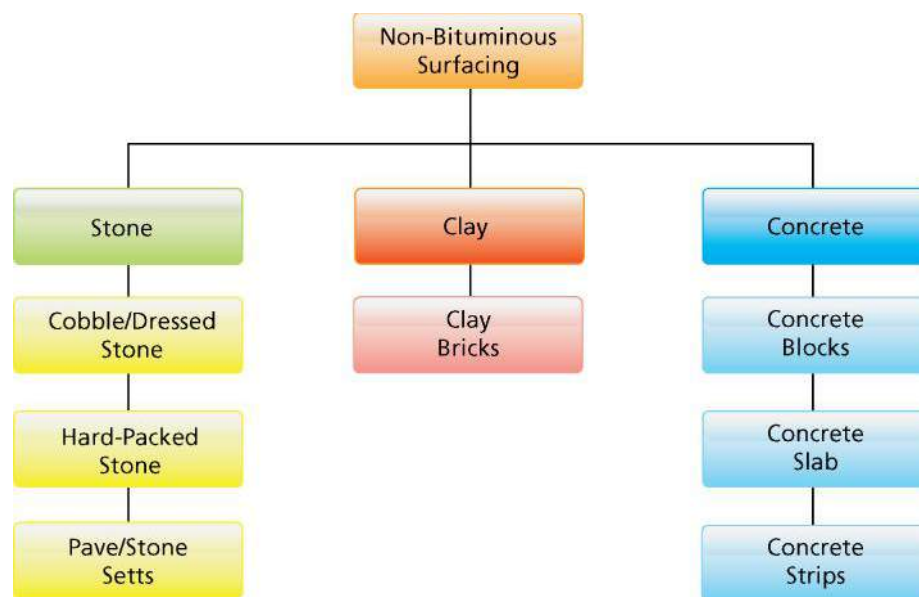 Non-Bituminous
Surfacing
Stone
Clay
Concrete
Cobble/Dressed
Stone
Clay
Bricks
Concrete
Blocks
Hard-Packed
Stone
Concrete
Slab
Pave/Stone
Setts
Concrete
Strips